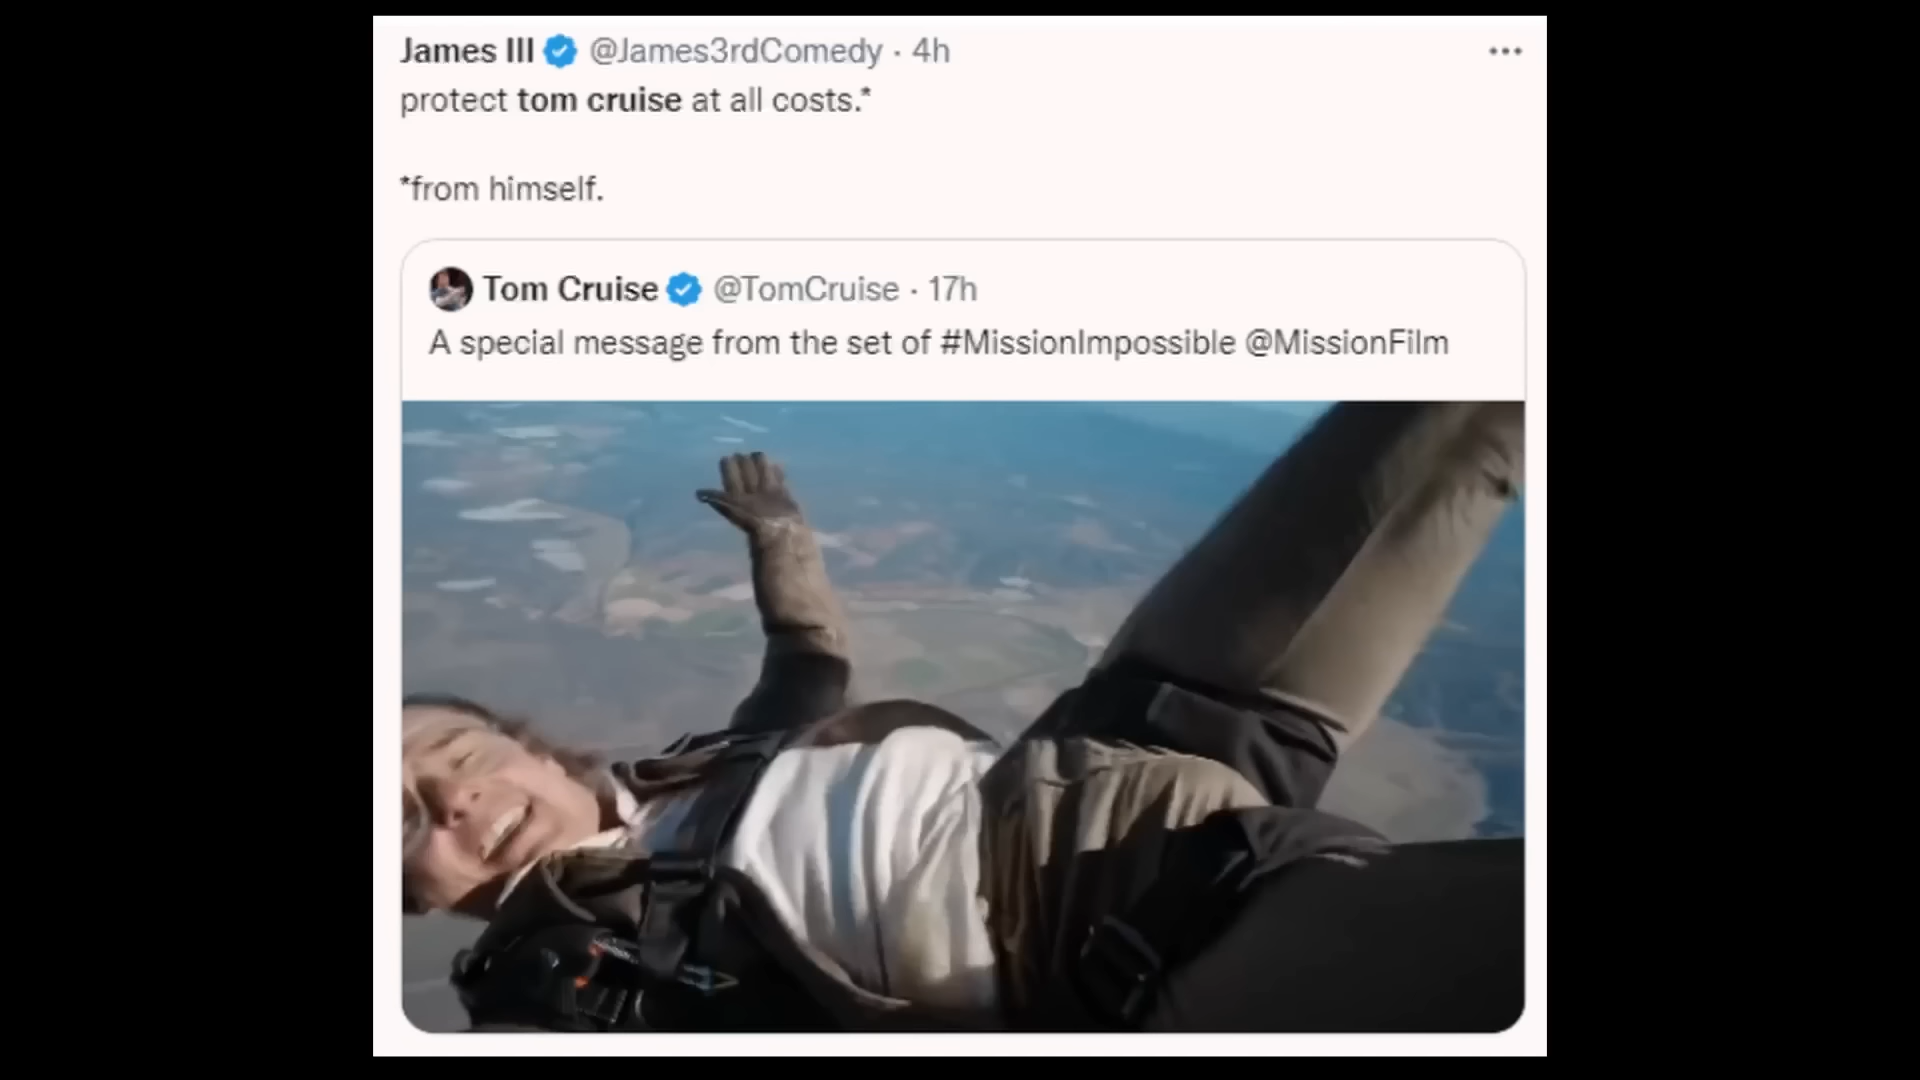 James III @James3rdComedy · 4h
protect tom cruise at all costs.*
*from himself.
Tom Cruise @TomCruise · 17h
A special message from the set of #MissionImpossible @MissionFilm